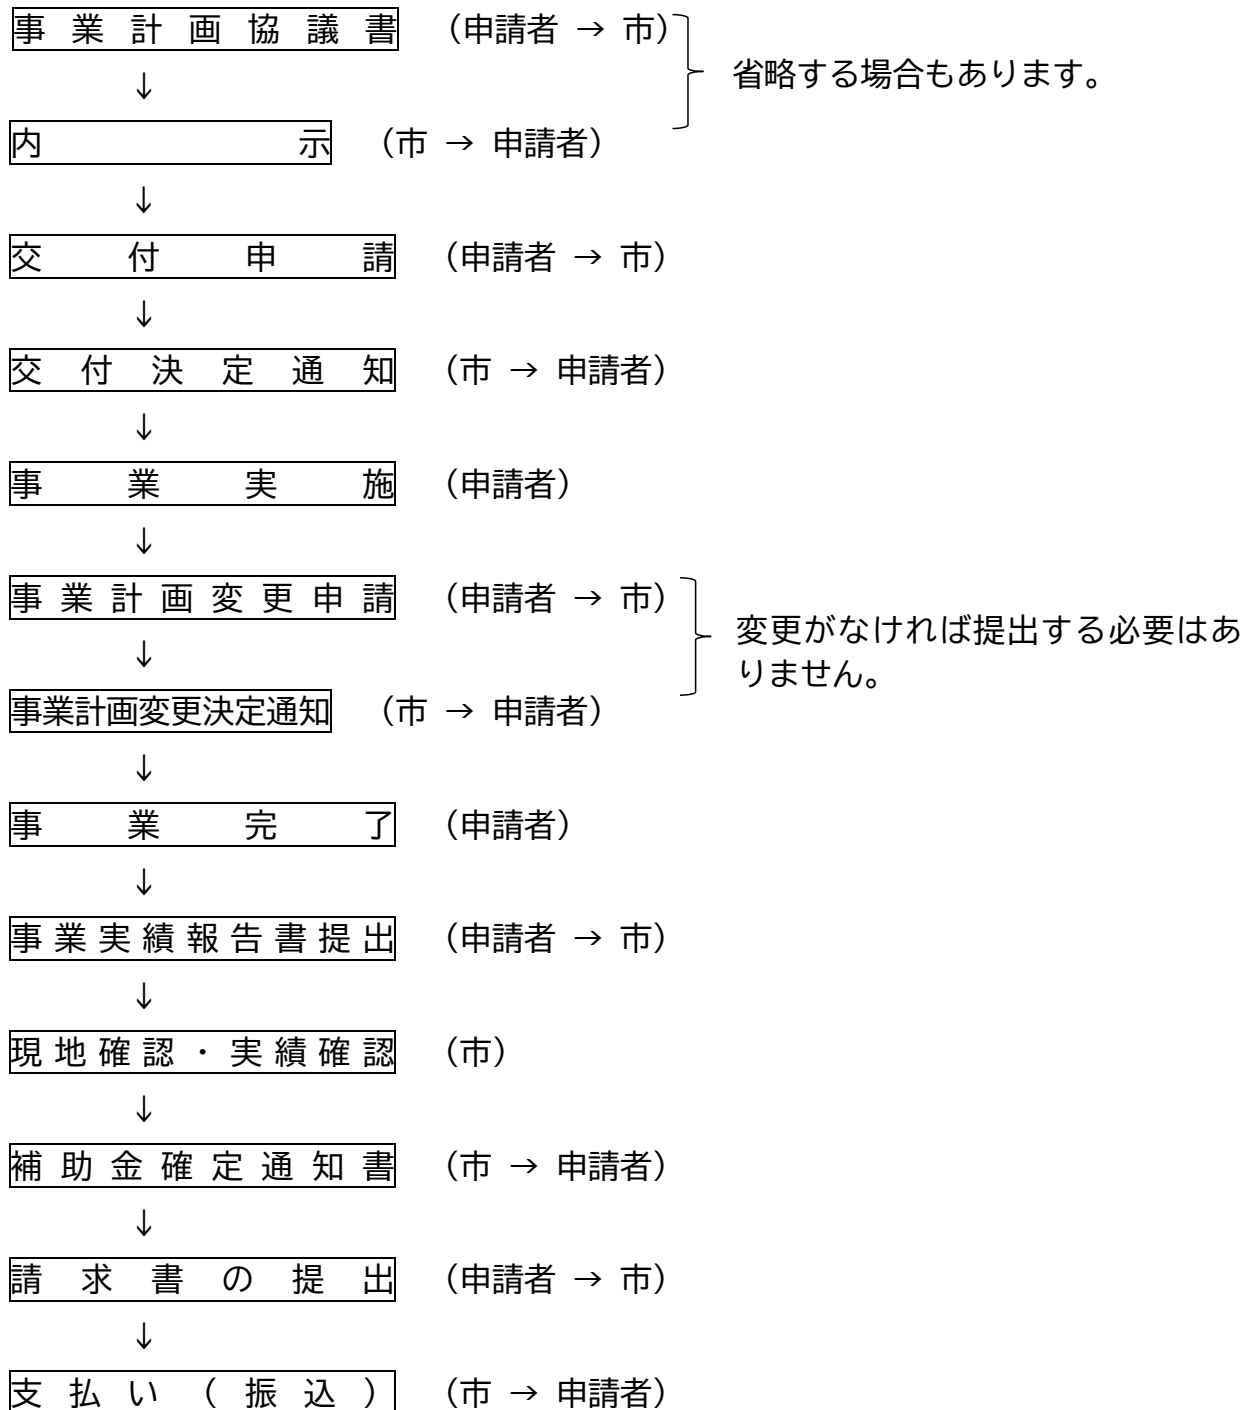 事業計画協議書 （申請者 → 市）
省略する場合もあります。
↓
内示 （市 → 申請者）
↓
交付申請 （申請者 → 市）
↓
交付決定通知 （市 → 申請者）
↓
事業実施 （申請者）
↓
事業計画変更申請 （申請者 → 市）
変更がなければ提出する必要はあ
りません。
↓
事業計画変更決定通知 （市 → 申請者）
↓
事業完了 （申請者）
↓
事業実績報告書提出 （申請者 → 市）
↓
現地確認・実績確認 （市）
↓
補助金確定通知書 （市 → 申請者）
↓
請求書の提出 （申請者 → 市）
↓
支払い（振込） （市 → 申請者）